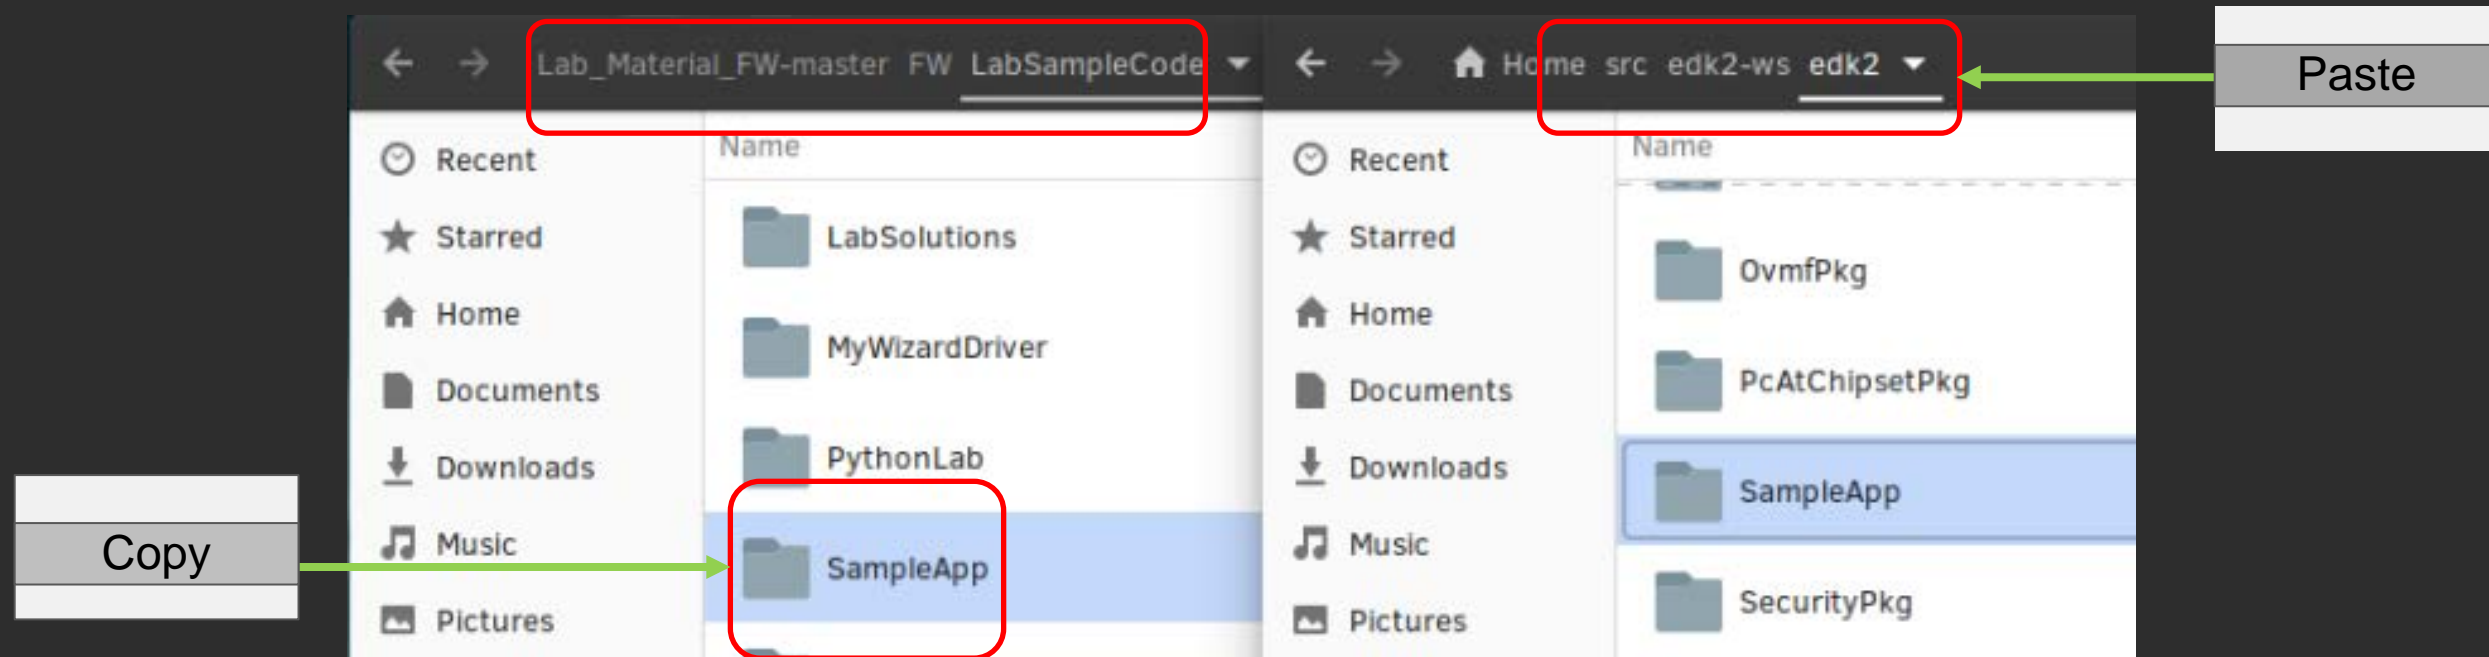 Lab_Material_FW-master FW LabSampleCode
Name
Recent
Starred
Home
Documents
Downloads
Music
Pictures
LabSolutions
MyWizardDriver
PythonLab
SampleApp
Copy
Home src edk2-ws edk2
Name
Recent
Starred
Home
Documents
Downloads
Music
Pictures
OvmfPkg
PcAtChipsetPkg
SampleApp
SecurityPkg
Paste